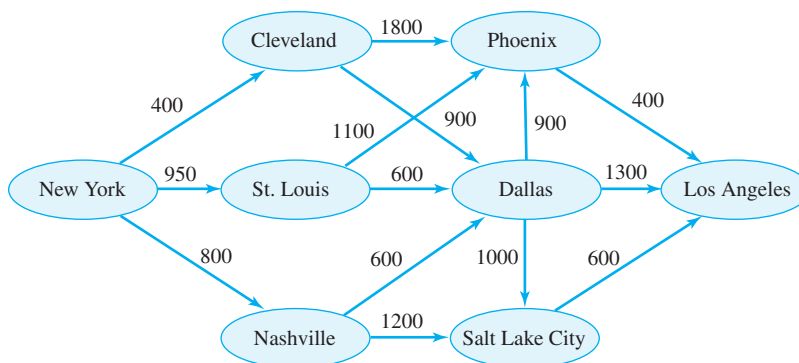 1800
Cleveland
Phoenix
400
400
1100
900
900
New York
950
St. Louis
600
Dallas
1300
Los Angeles
800
600
1000
600
1200
Nashville
Salt Lake City